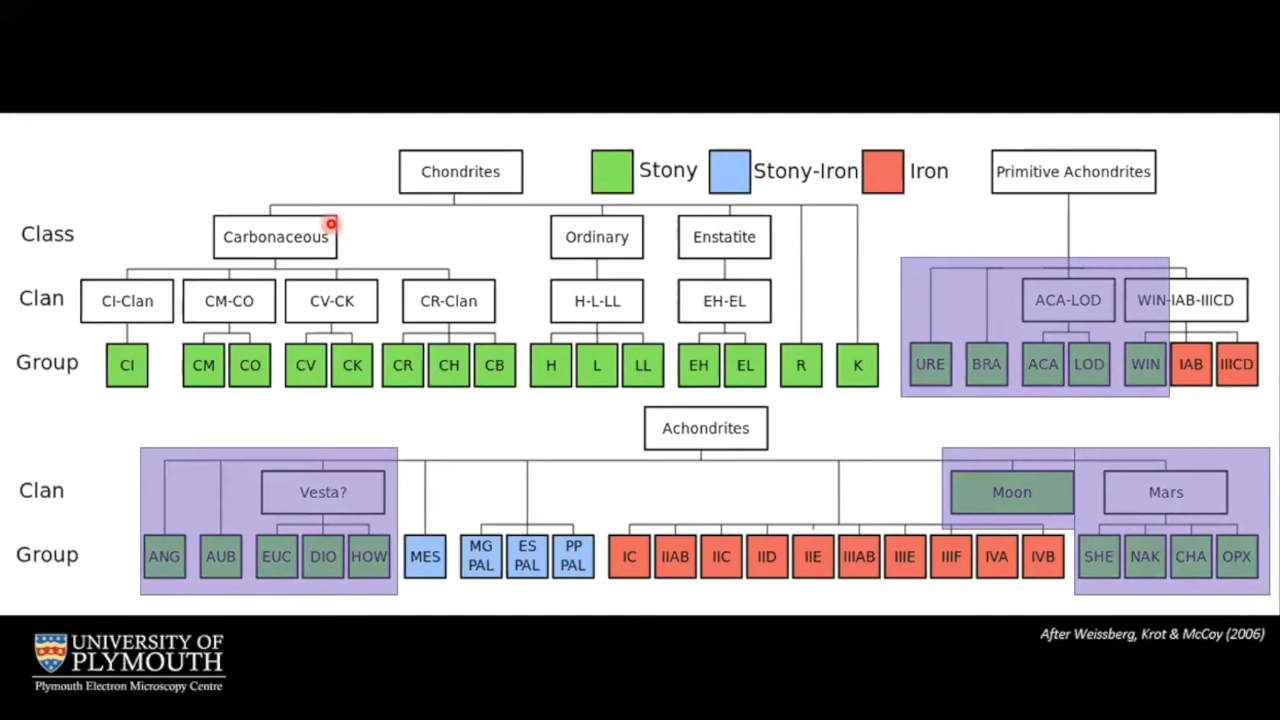 Chondrites
Stony
Stony-Iron
Iron
Primitive Achondrites
Class
Carbonaceous
Ordinary
Enstatite
Clan
CI-Clan
CM-CO
CV-CK
CR-Clan
H-L-LL
EH-EL
ACA-LOD
WIN-IAB-IIICD
Group
CI
CM
CO
CV
CK
CR
CH
CB
H
L
LL
EH
EL
R
K
URE
BRA
ACA
LOD
WIN
IAB
IIICD
Achondrites
Clan
Vesta?
Moon
Mars
Group
ANG
AUB
EUC
DIO
HOW
MES
MG
PAL
ES
PAL
PP
PAL
IC
IIAB
IIC
IID
IIE
IIIAB
IIIE
IIIF
IVA
IVB
SHE
NAK
CHA
OPX
After Weissberg, Krot & McCoy (2006)
UNIVERSITY OF
PLYMOUTH
Plymouth Electron Microscopy Centre